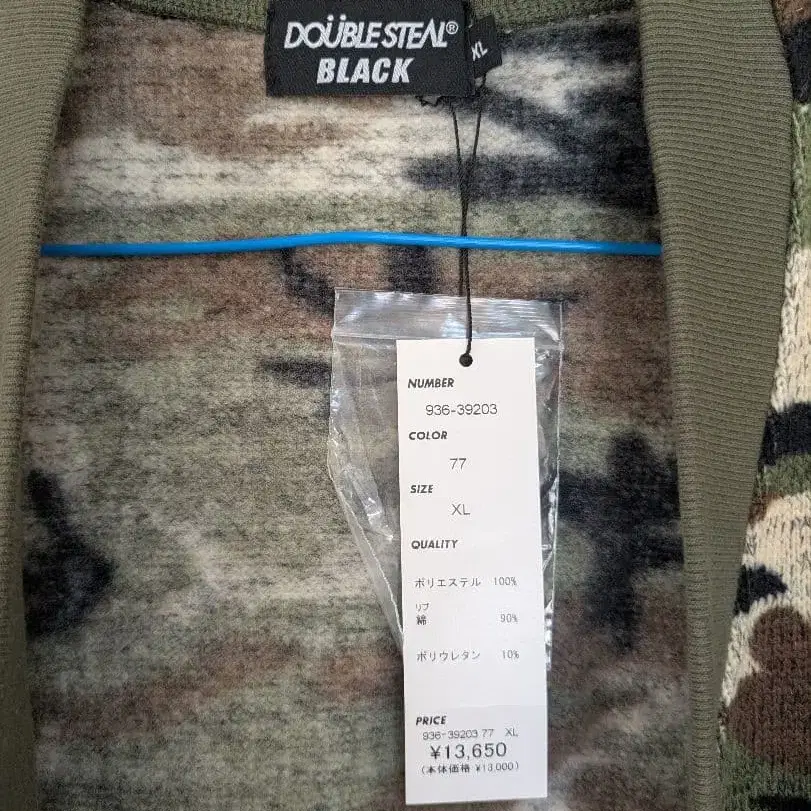 DOÜBLE STEAL®
BLACK
XL
NUMBER
936-39203
COLOR
77
SIZE
XL
QUALITY
ポリエステル 100%
リブ
綿 90%
ポリウレタン 10%
PRICE
936-39203 77 XL
¥13,650
(本体価格 ¥13,000)